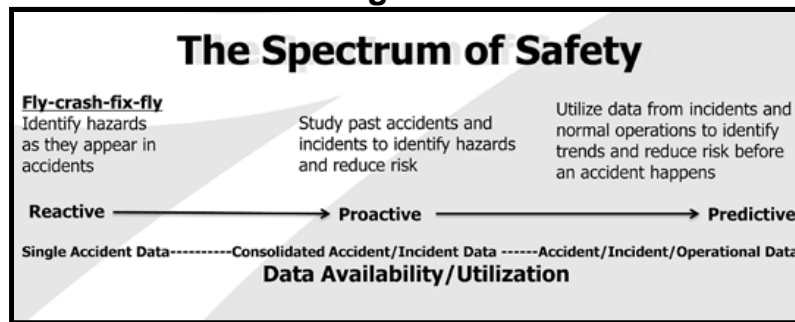 The Spectrum of Safety
Fly-crash-fix-fly
Identify hazards
as they appear in
accidents
Study past accidents and
incidents to identify hazards
and reduce risk
Utilize data from incidents and
normal operations to identify
trends and reduce risk before
an accident happens
Reactive Proactive Predictive
Single Accident Data----------Consolidated Accident/Incident Data ------Accident/Incident/Operational Data
Data Availability/Utilization